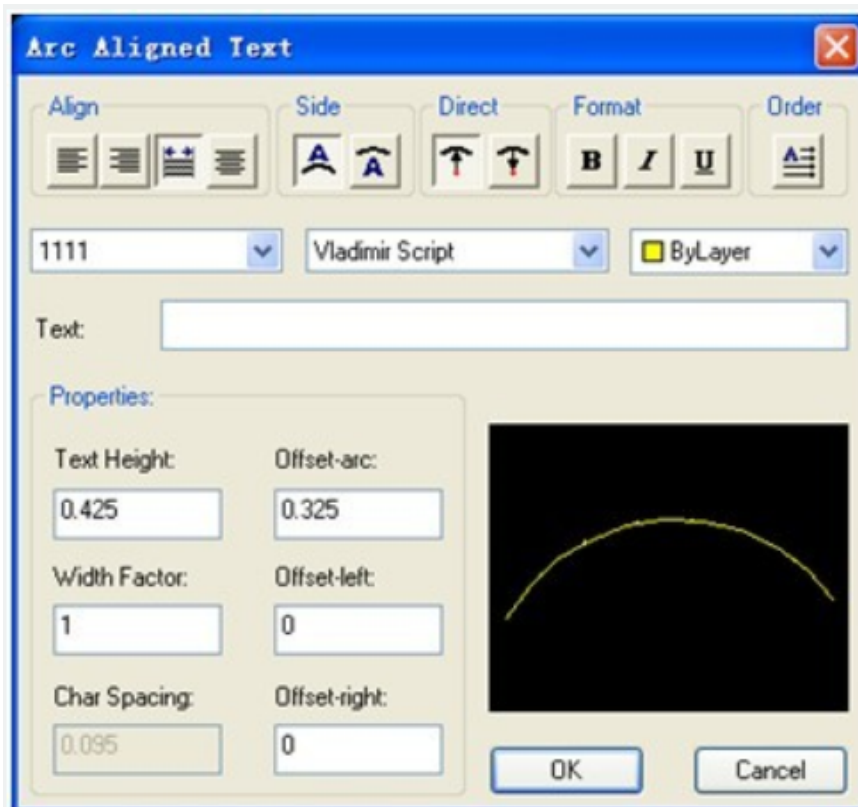 Arc Aligned Text
Align Side Direct Format Order
A A B I U A
1111 Vladimir Script ByLayer
Text:
Properties:
Text Height: Offset-arc:
0.425 0.325
Width Factor: Offset-left:
1 0
Char Spacing: Offset-right:
0.095 0
OK Cancel